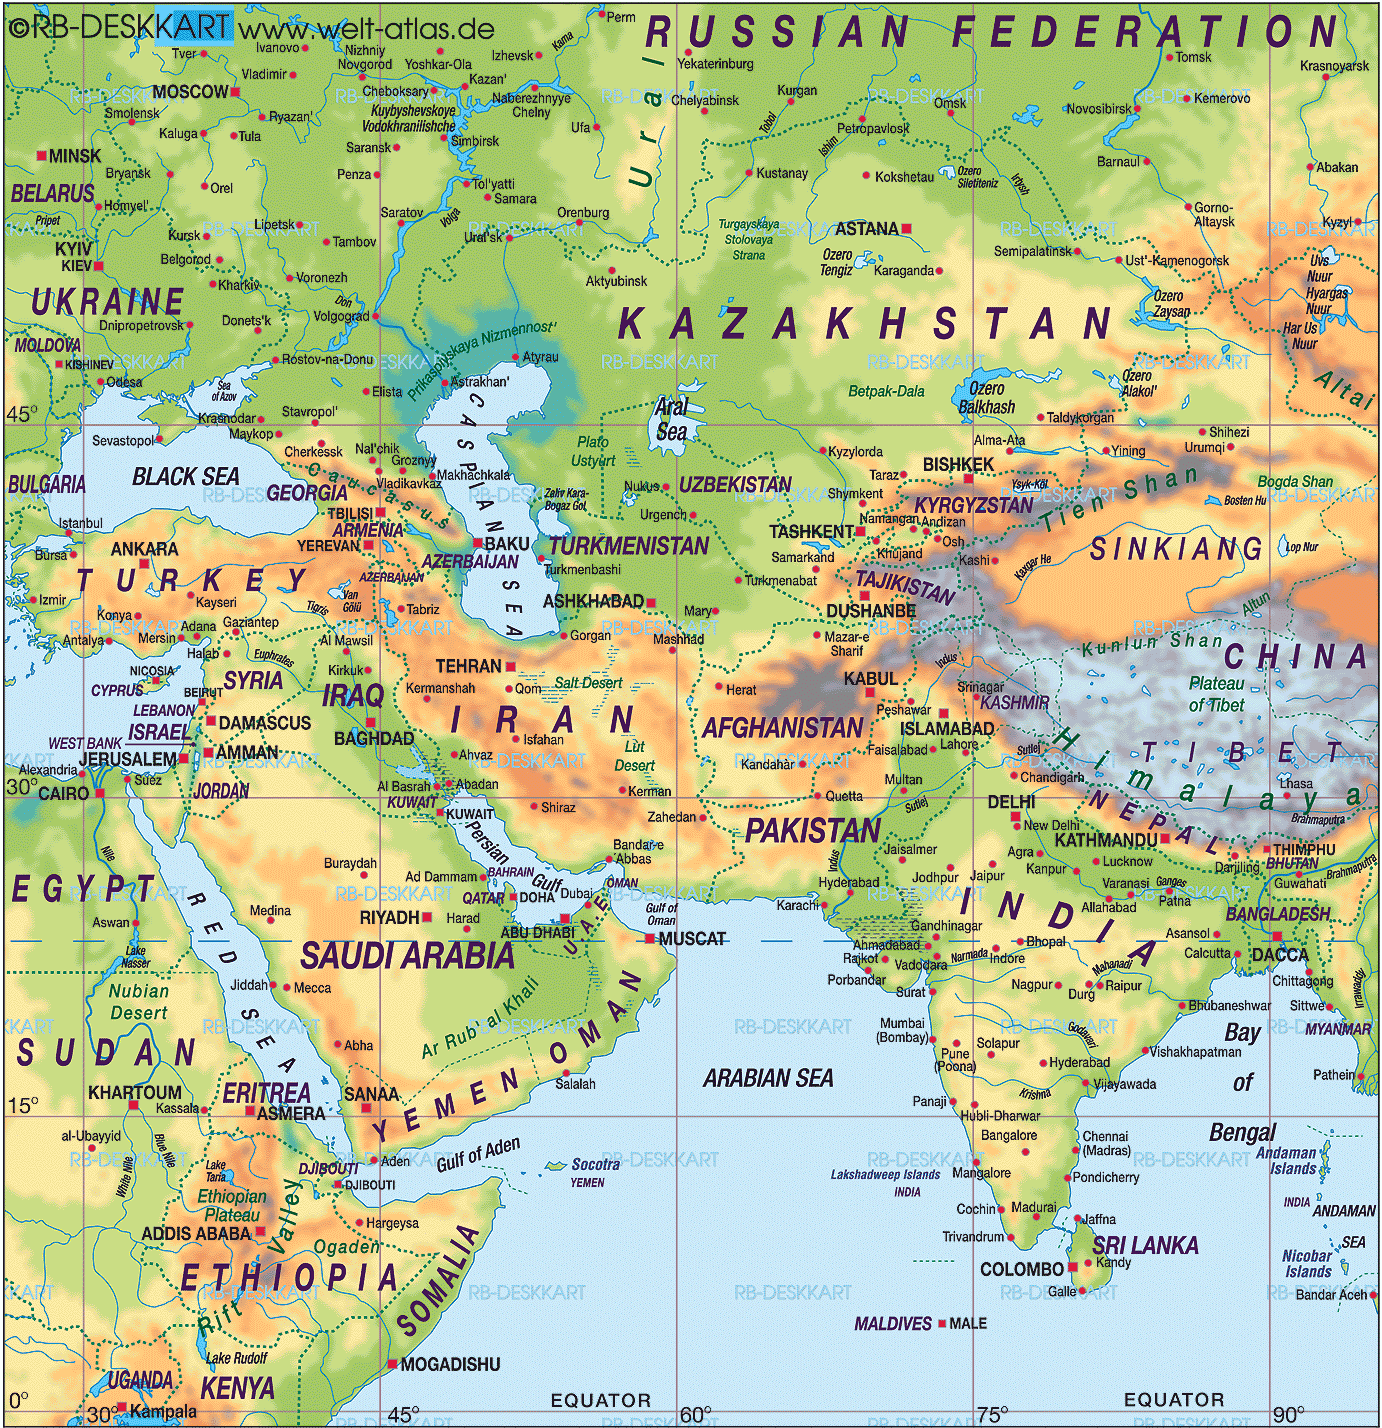 ©RB-DESKKART www.welt-atlas.de
RUSSIAN FEDERATION
Perm
Tver
Ivanovo
Nizhniy
Novgorod
Yoshkar-Ola
Izhevsk
Kama
Ural
Yekaterinburg
Tomsk
Krasnoyarsk
Vladimir
Kazan'
MOSCOW
Cheboksary
Naberezhnyye
Chelny
Chelyabinsk
Kurgan
Omsk
Novosibirsk
Kemerovo
Smolensk
Ryazan'
Kuybyshevskoye
Vodokhranilishche
Ufa
Tobol
Petropavlosk
Kaluga
Tula
Saransk
Simbirsk
Ishim
MINSK
Bryansk
Orel
Penza
Tol'yatti
Samara
Kustanay
Kokshetau
Ozero
Siletiteniz
Irtysh
Barnaul
Abakan
BELARUS
Homyel'
Pripet
Lipetsk
Saratov
Volga
Orenburg
Turgayskaya
Stolovaya
Strana
ASTANA
Gorno-
Altaysk
Kyzyl
Kursk
Tambov
Ural'sk
KYIV
KIEV
Belgorod
Kharkiv
Voronezh
Aktyubinsk
Ozero
Tengiz
Karaganda
Semipalatinsk
Ust'-Kamenogorsk
Uvs
Nuur
Hyargas
Nuur
Har Us
Nuur
UKRAINE
Don
Volgograd
KAZAKHSTAN
Ozero
Zaysan
Dnipropetrovsk
Donets'k
MOLDOVA
KISHINEV
Odesa
Rostov-na-Donu
Prikaspiyskaya Nizmennost'
Atyrau
Astrakhan'
Elista
Sea
of Azov
Betpak-Dala
Ozero
Balkhash
Ozero
Alakol'
Altai
45°
Krasnodar
Stavropol'
Maykop
Aral
Sea
Taldykorgan
Sevastopol
Cherkessk
Nal'chik
Groznyy
Makhachkala
Vladikavkaz
CASPIAN SEA
Plato
Ustyurt
Kyzylorda
Alma-Ata
Yining
Shihezi
Urumqi
BULGARIA
BLACK SEA
GEORGIA
Caucasus
Zaliv Kara-
Bogaz Gol
Nukus
UZBEKISTAN
Urgench
Taraz
BISHKEK
Shymkent
Ysyk-Köl
KYRGYZSTAN
Tien Shan
Bogda Shan
Bosten Hu
Istanbul
TBILISI
ARMENIA
YEREVAN
BAKU
AZERBAIJAN
AZERBAIJAN
TURKMENISTAN
Turkmenbashi
TASHKENT
Namangan
Andizan
Osh
Khujand
Samarkand
Kashi
Kaxgar He
SINKIANG
Lop Nur
Bursa
ANKARA
TURKEY
Izmir
Kayseri
Tigris
Van
Gölü
Tabriz
ASHKHABAD
Mary
Turkmenabat
TAJIKISTAN
DUSHANBE
Altun
Konya
Antalya
Adana
Mersin
Gaziantep
Al Mawsil
Gorgan
Mashhad
Mazar-e
Sharif
Kunlun Shan
CHINA
Halab
Euphrates
Kirkuk
TEHRAN
Indus
NICOSIA
CYPRUS
BEIRUT
SYRIA
LEBANON
IRAQ
Kermanshah
Qom
Salt Desert
Herat
KABUL
Srinagar
KASHMIR
Plateau
of Tibet
DAMASCUS
ISRAEL
WEST BANK
AMMAN
JERUSALEM
BAGHDAD
IRAN
Isfahan
Lut
Desert
AFGHANISTAN
Peshawar
ISLAMABAD
Faisalabad
Lahore
Kandahar
Himalaya
TIBET
Sutlej
Alexandria
Suez
30°
CAIRO
JORDAN
Ahvaz
Abadan
Al Basrah
KUWAIT
KUWAIT
Kerman
Shiraz
Zahedan
Multan
Quetta
Sutlej
Chandigarh
DELHI
New Delhi
Lhasa
Brahmaputra
NEPAL
KATHMANDU
THIMPHU
BHUTAN
Nile
Persian
Gulf
Bandar-e
Abbas
PAKISTAN
Indus
Jaisalmer
Agra
Lucknow
Darjiling
Guwahati
Brahmaputra
Buraydah
Ad Dammam
BAHRAIN
QATAR
DOHA
Dubai
OMAN
Hyderabad
Jodhpur
Jaipur
Kanpur
Varanasi
Ganges
Patna
Allahabad
EGYPT
Aswan
Medina
RIYADH
Harad
ABU DHABI
U.A.E.
Gulf of
Oman
MUSCAT
Karachi
INDIA
Gandhinagar
Asansol
BANGLADESH
DACCA
RED SEA
SAUDI ARABIA
Ahmadabad
Rajkot
Vadodara
Narmada
Indore
Bhopal
Mahanadi
Calcutta
Chittagong
Lake
Nasser
Nubian
Desert
Jiddah
Mecca
Ar Rub' al Khali
Porbandar
Surat
Nagpur
Durg
Raipur
Bhubaneshwar
Sittwe
Irrawaddy
SUDAN
Abha
OMAN
Mumbai
(Bombay)
Pune
(Poona)
Solapur
Godavari
Hyderabad
Vishakhapatman
Bay
of
Bengal
MYANMAR
KHARTOUM
ERITREA
ASMERA
Kassala
SANAA
YEMEN
Salalah
ARABIAN SEA
Krishna
Vijayawada
Pathein
15°
Panaji
Hubli-Dharwar
al-Ubayyid
Blue Nile
White Nile
Lake
Tana
DJIBOUTI
DJIBOUTI
Aden
Gulf of Aden
Socotra
YEMEN
Bangalore
Chennai
(Madras)
Lakshadweep Islands
INDIA
Mangalore
Pondicherry
Andaman
Islands
INDIA
ANDAMAN
SEA
Ethiopian
Plateau
ADDIS ABABA
Rift Valley
Hargeysa
Ogaden
Cochin
Madurai
Jaffna
Trivandrum
SRI LANKA
Kandy
COLOMBO
Galle
Nicobar
Islands
Bandar Aceh
ETHIOPIA
SOMALIA
MALDIVES
MALE
Lake Rudolf
MOGADISHU
UGANDA
KENYA
Kampala
0°
EQUATOR
EQUATOR
30°
45°
60°
75°
90°